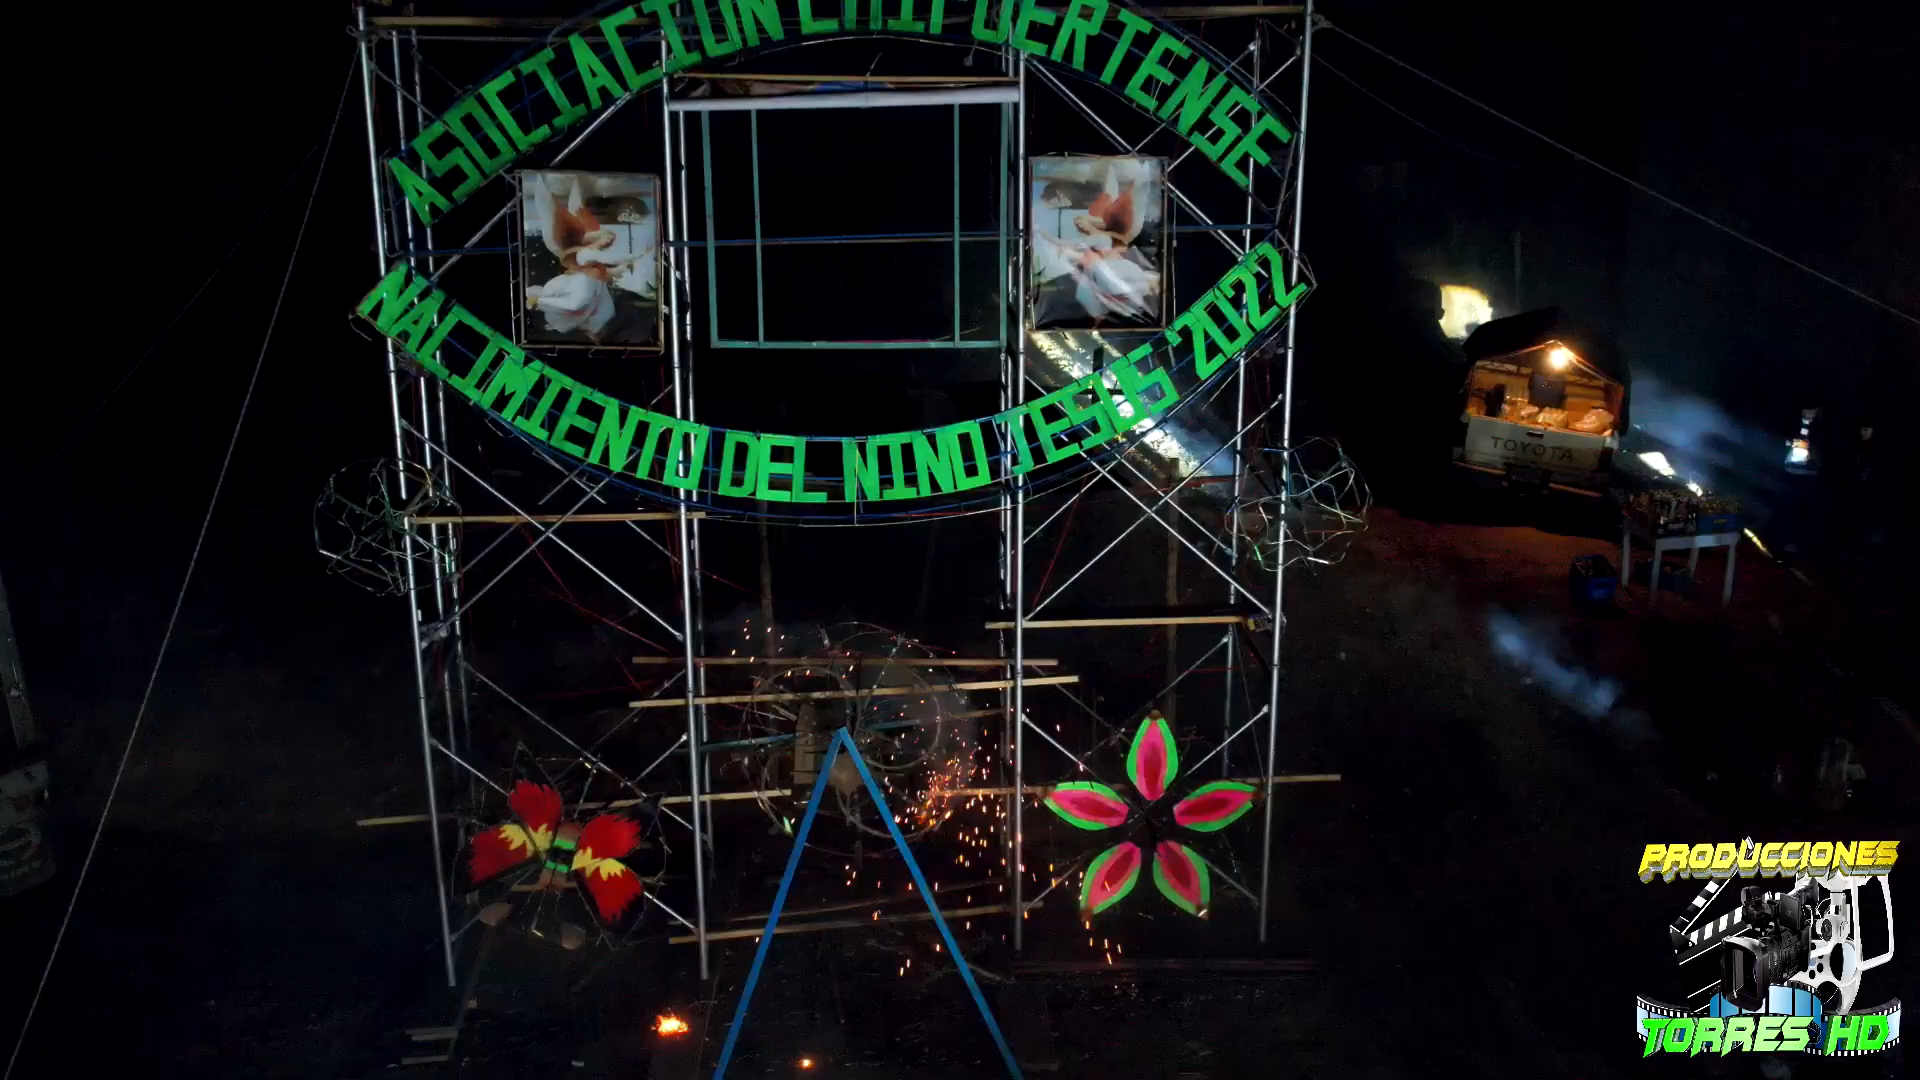 ASOCIACION
NACIMIENTO DEL NINO JESUS '2022
TOYOTA
PRODUCCIONES
TORRES HD